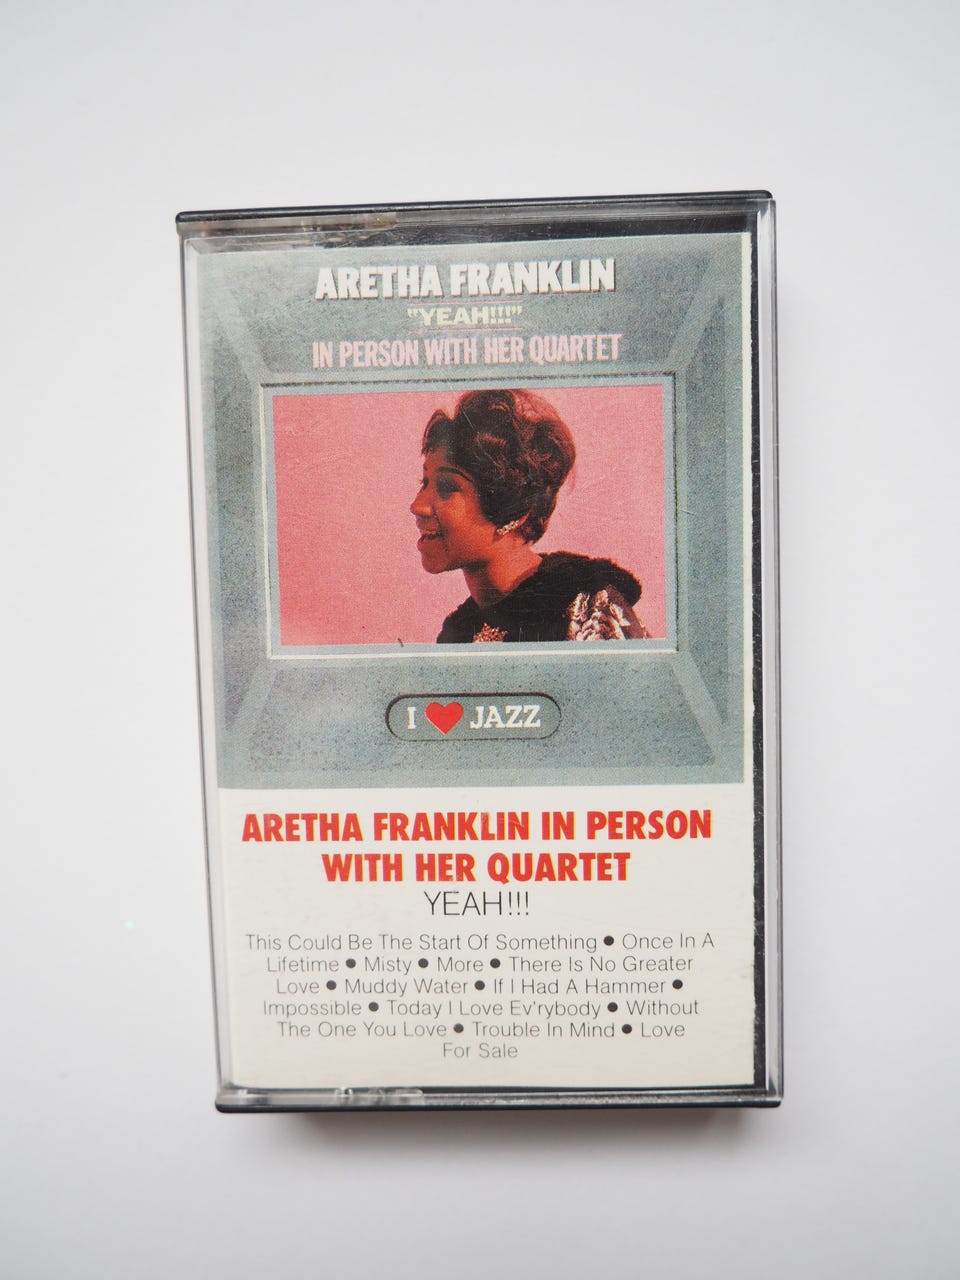 ARETHA FRANKLIN
"YEAH!!!"
IN PERSON WITH HER QUARTET
I ♥ JAZZ
ARETHA FRANKLIN IN PERSON
WITH HER QUARTET
YEAH!!!
This Could Be The Start Of Something ● Once In A
Lifetime ● Misty ● More ● There Is No Greater
Love ● Muddy Water ● If I Had A Hammer ●
Impossible ● Today I Love Ev'rybody ● Without
The One You Love ● Trouble In Mind ● Love
For Sale